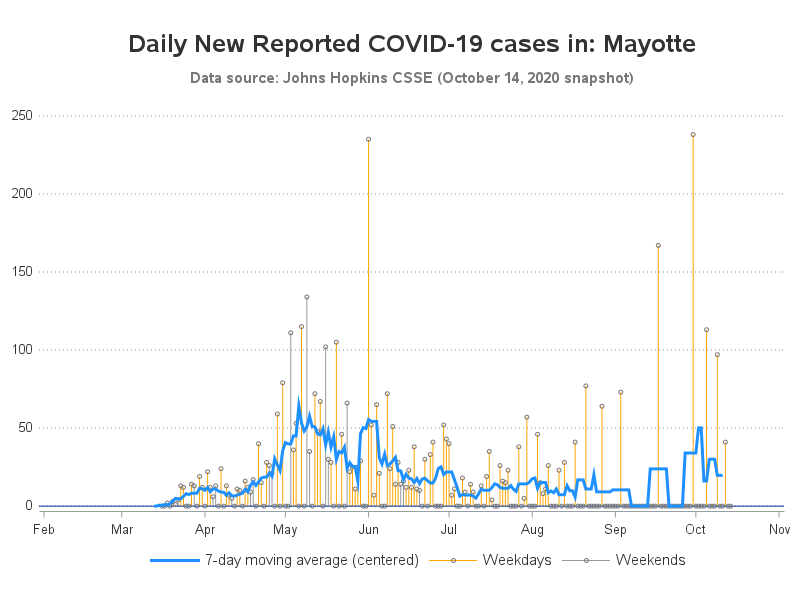 Daily New Reported COVID-19 cases in: Mayotte
Data source: Johns Hopkins CSSE (October 14, 2020 snapshot)
250
200
150
100
50
0
Feb Mar Apr May Jun Jul Aug Sep Oct Nov
7-day moving average (centered) Weekdays Weekends